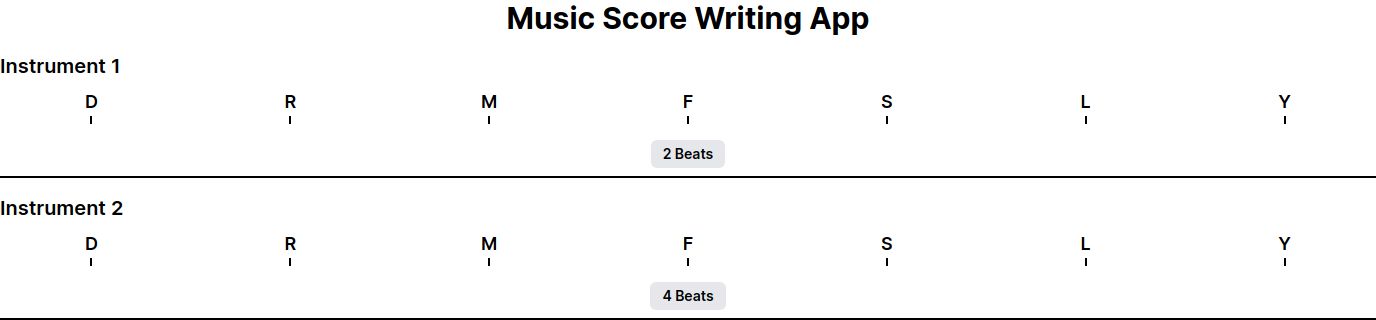 Music Score Writing App
Instrument 1
D R M F S L Y
2 Beats
Instrument 2
D R M F S L Y
4 Beats